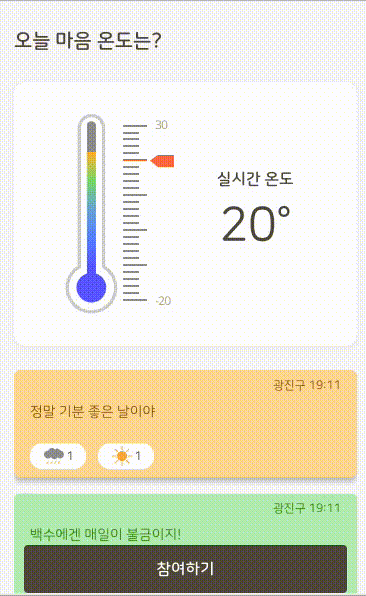 오늘 마음 온도는?
30
실시간 온도
20°
-20
광진구 19:11
정말 기분 좋은 날이야
1 1
광진구 19:11
백수에겐 매일이 불금이지!
참여하기